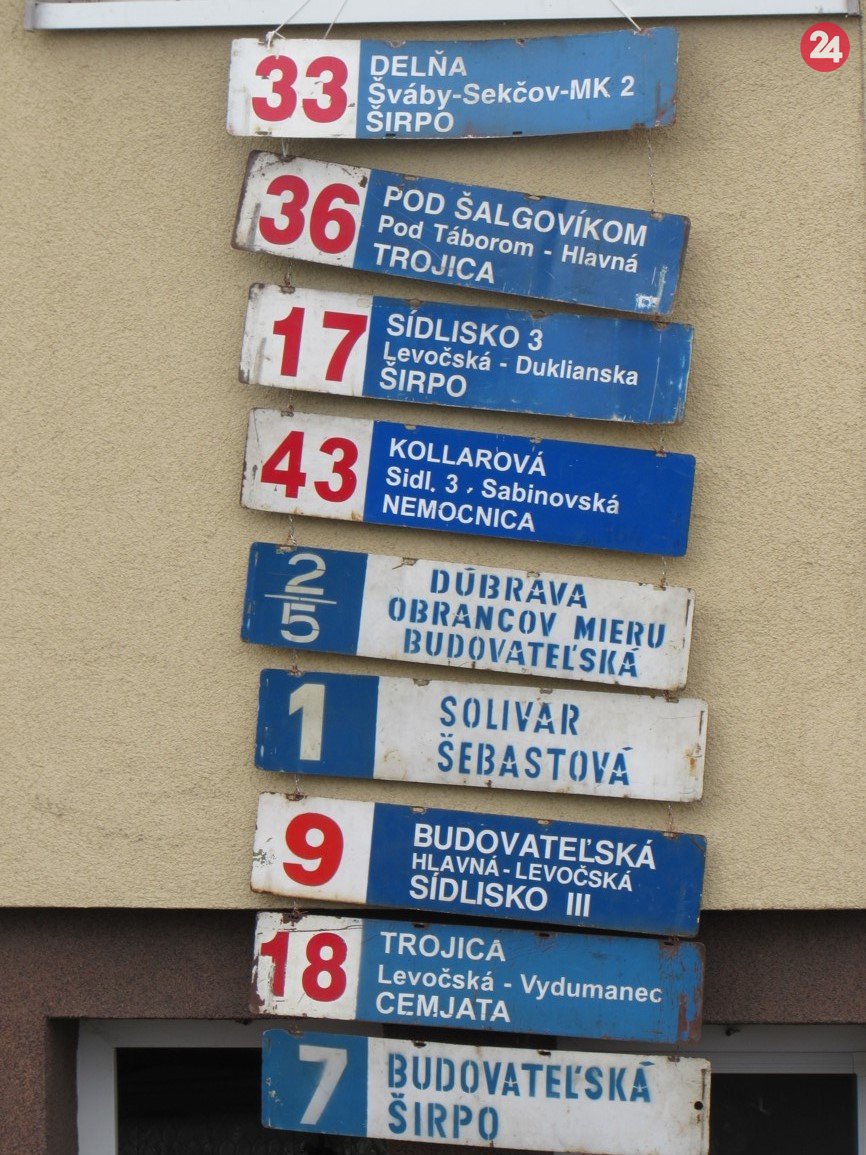 24
33
DELŇA
Šváby-Sekčov-MK 2
ŠIRPO
36
POD ŠALGOVÍKOM
Pod Táborom - Hlavná
TROJICA
17
SÍDLISKO 3
Levočská - Duklianska
ŠIRPO
43
KOLLAROVÁ
Sidl. 3 , Sabinovská
NEMOCNICA
2/5
DÚBRAVA
OBRANCOV MIERU
BUDOVATEĽSKÁ
1
SOLIVAR
ŠEBASTOVÁ
9
BUDOVATEĽSKÁ
HLAVNÁ - LEVOČSKÁ
SÍDLISKO III
18
TROJICA
Levočská - Vydumanec
CEMJATA
7
BUDOVATEĽSKÁ
ŠIRPO